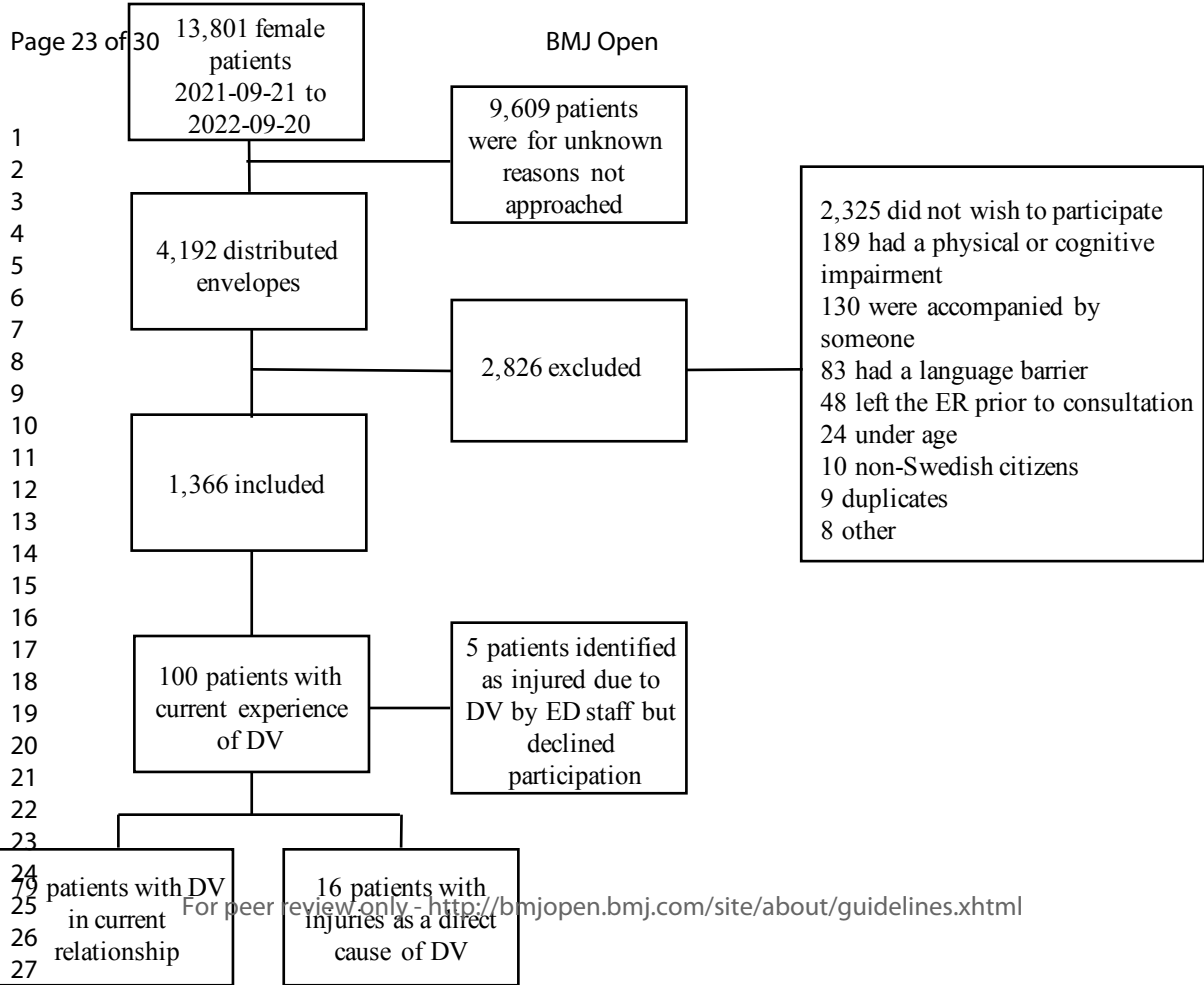 Page 23 of 30
BMJ Open
13,801 female
patients
2021-09-21 to
2022-09-20
9,609 patients
were for unknown
reasons not
approached
4,192 distributed
envelopes
2,826 excluded
2,325 did not wish to participate
189 had a physical or cognitive
impairment
130 were accompanied by
someone
83 had a language barrier
48 left the ER prior to consultation
24 under age
10 non-Swedish citizens
9 duplicates
8 other
1,366 included
100 patients with
current experience
of DV
5 patients identified
as injured due to
DV by ED staff but
declined
participation
79 patients with DV
in current
relationship
16 patients with
injuries as a direct
cause of DV
For peer review only - http://bmjopen.bmj.com/site/about/guidelines.xhtml
1
2
3
4
5
6
7
8
9
10
11
12
13
14
15
16
17
18
19
20
21
22
23
24
25
26
27